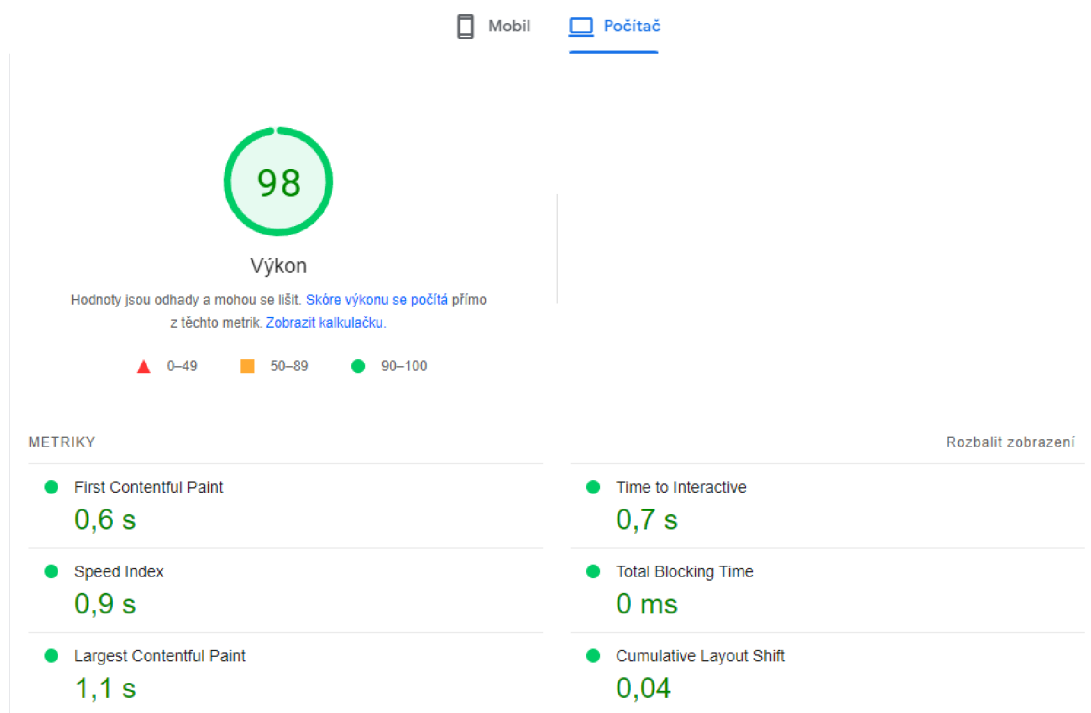 Mobil
Počítač
98
Výkon
Hodnoty jsou odhady a mohou se lišit. Skóre výkonu se počítá přímo
z těchto metrik. Zobrazit kalkulačku.
0–49
50–89
90–100
METRIKY
Rozbalit zobrazení
First Contentful Paint
0,6 s
Time to Interactive
0,7 s
Speed Index
0,9 s
Total Blocking Time
0 ms
Largest Contentful Paint
1,1 s
Cumulative Layout Shift
0,04